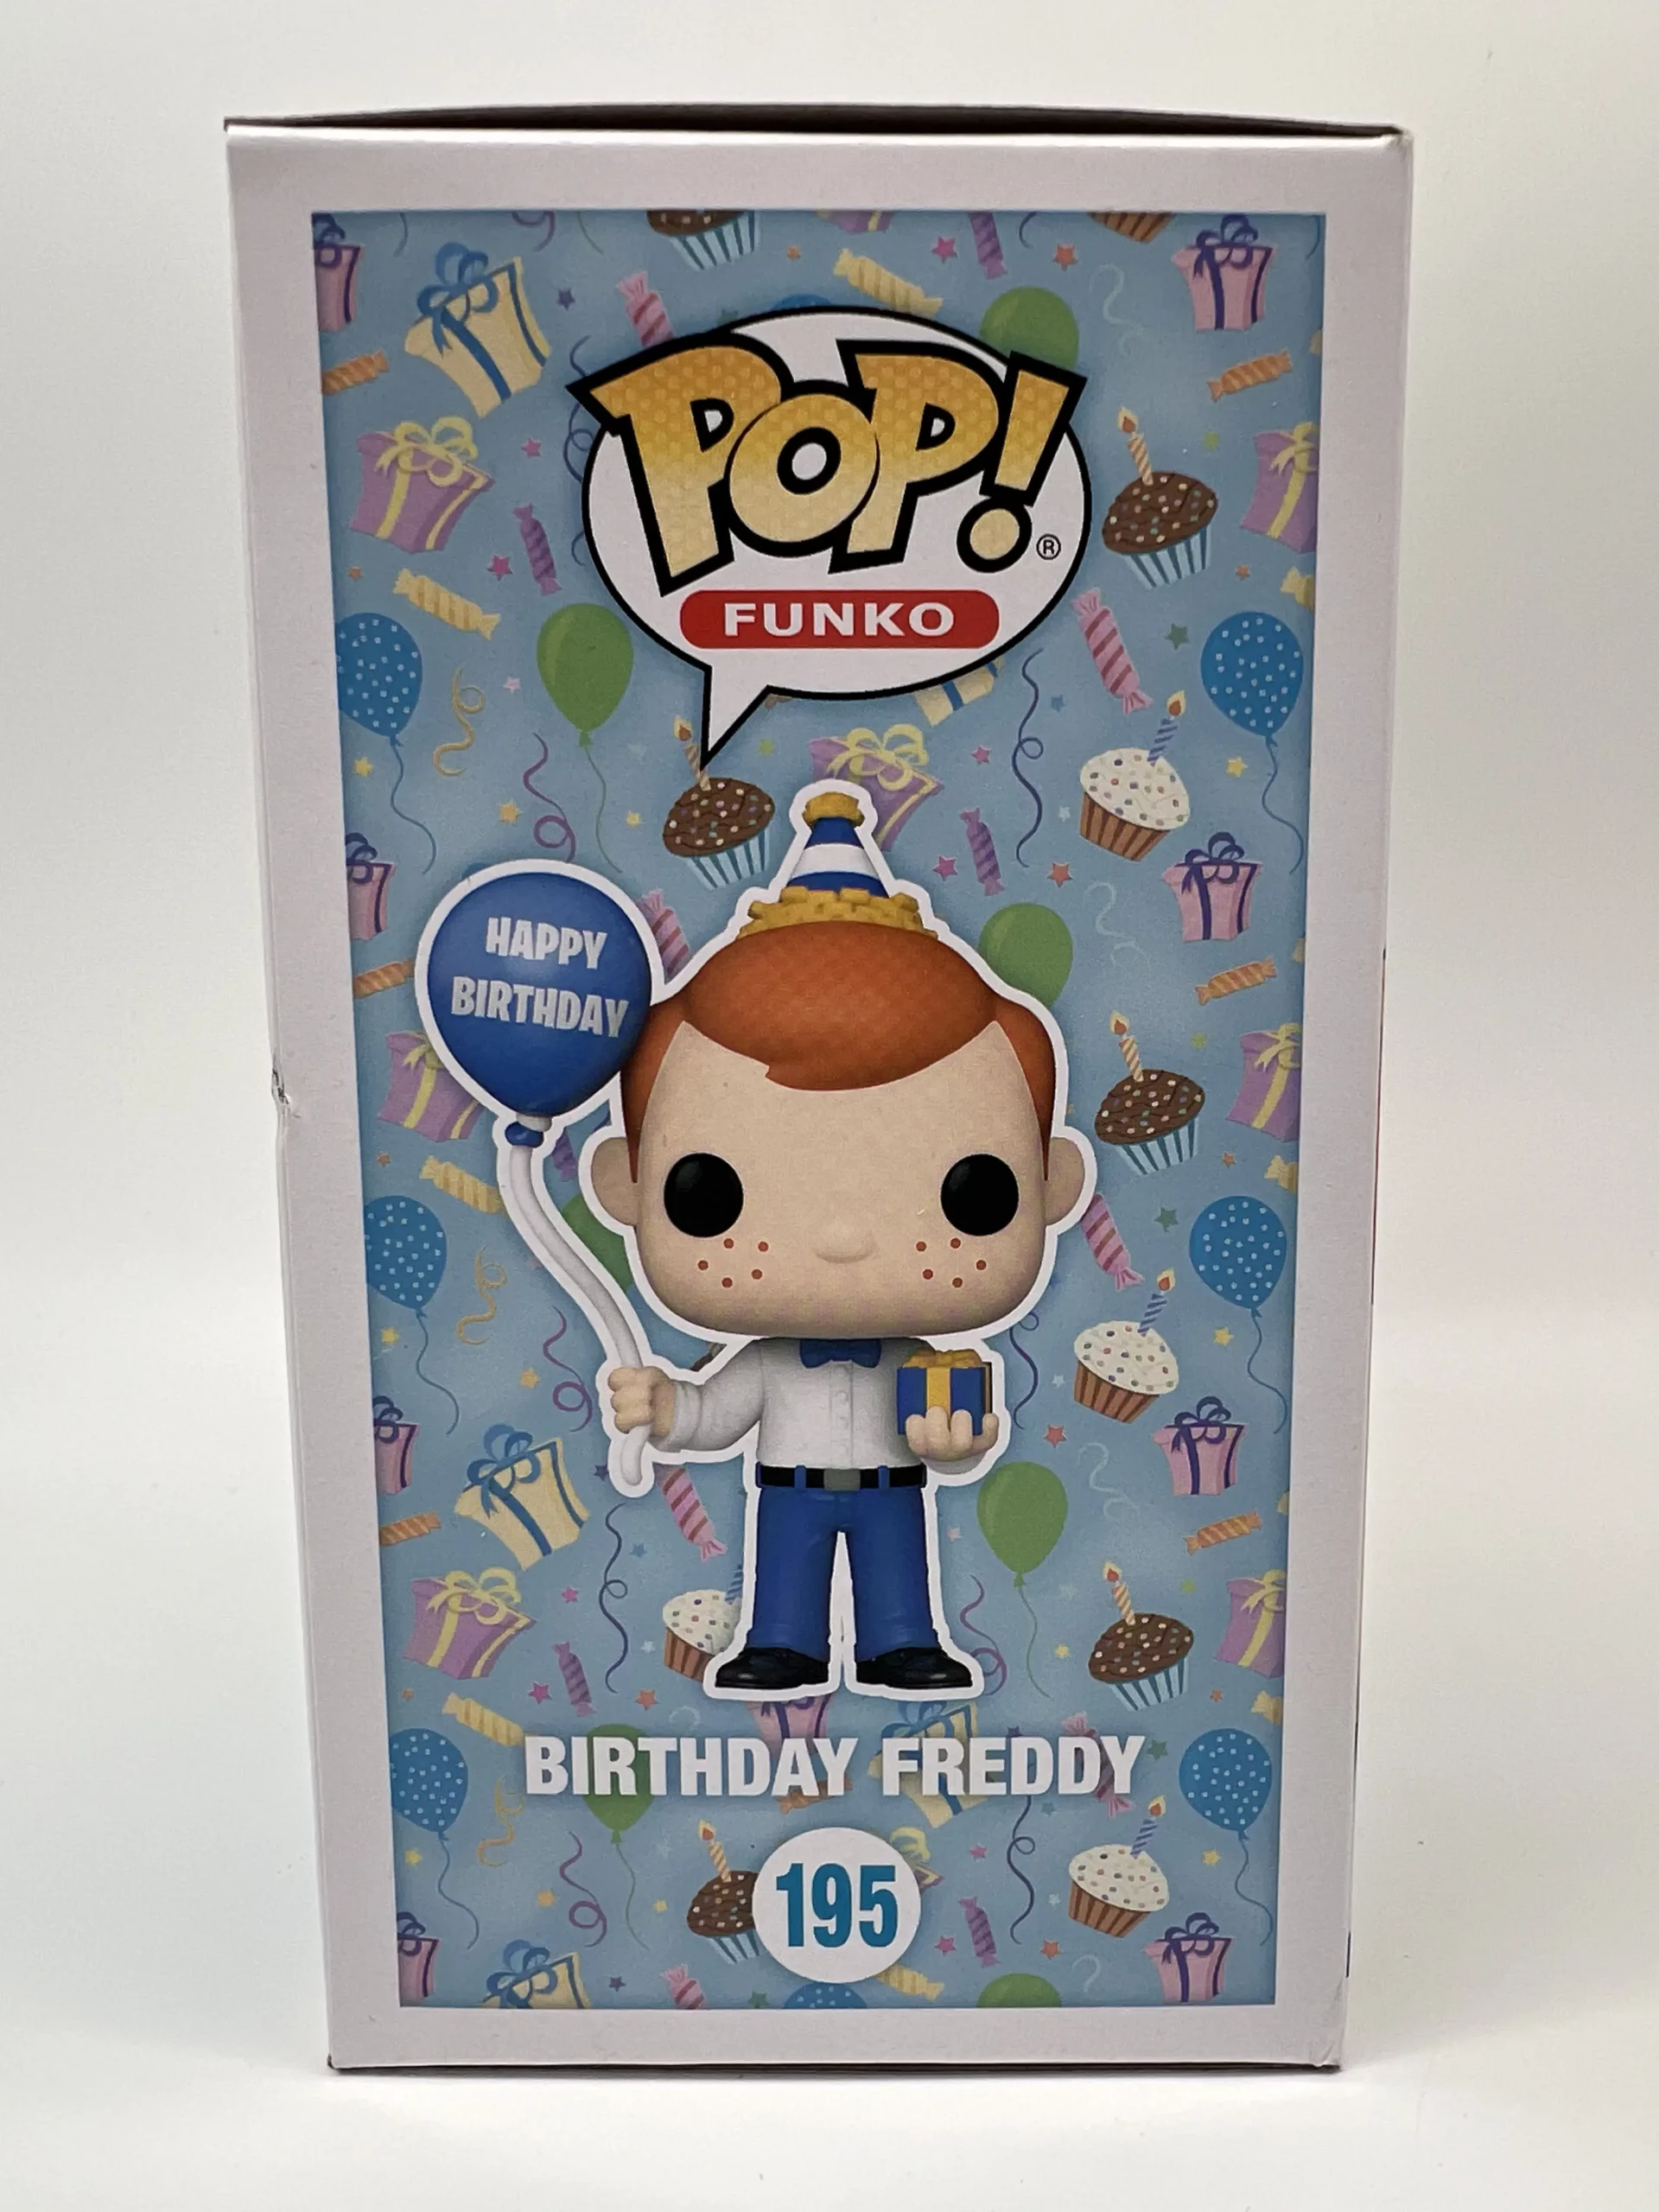 POP!®
FUNKO
HAPPY
BIRTHDAY
BIRTHDAY FREDDY
195